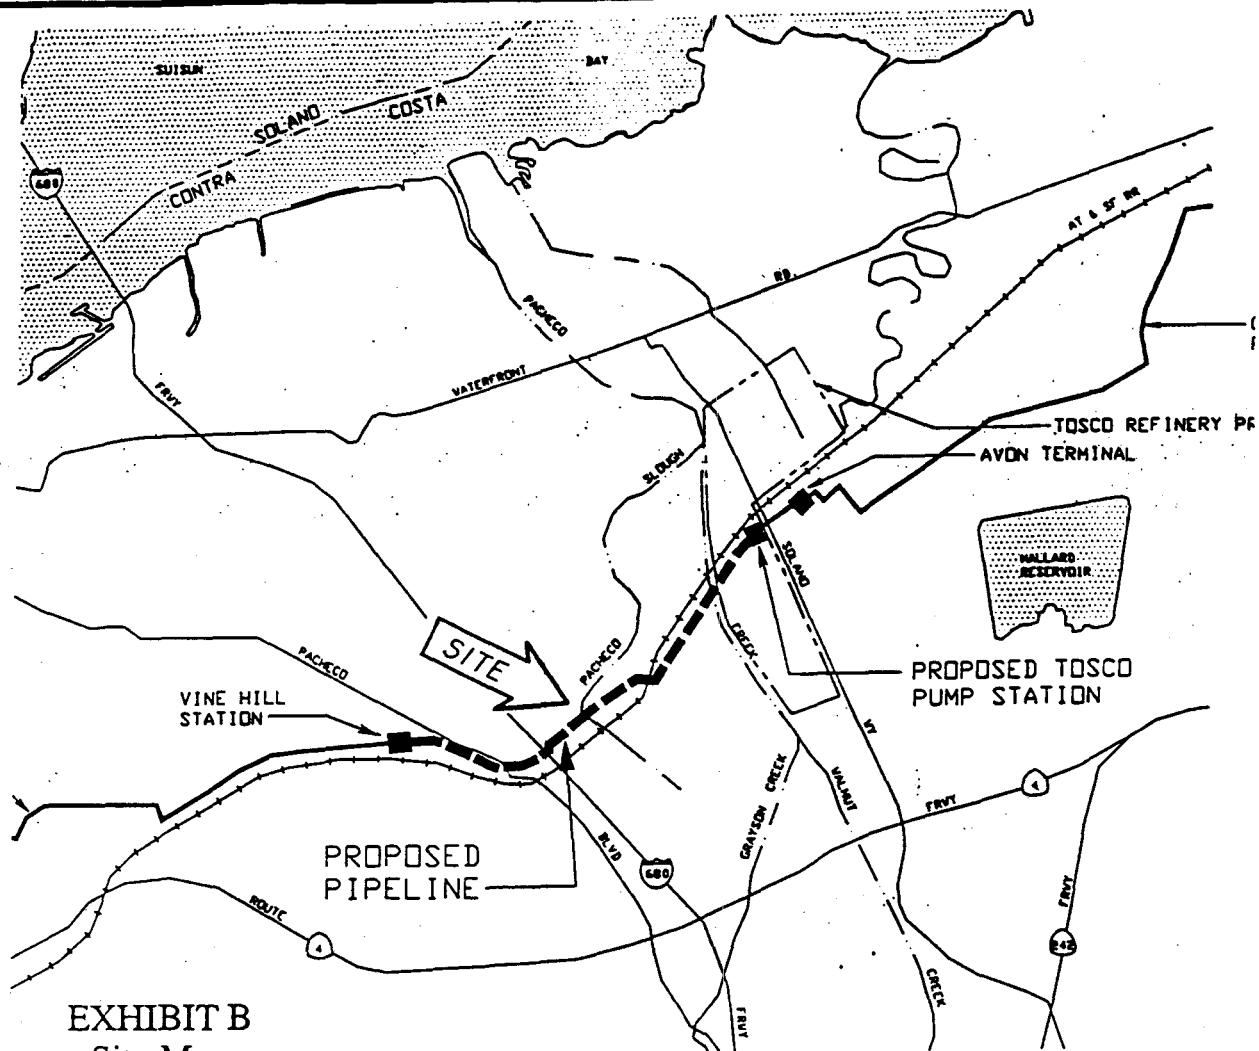 SUISUN
BAY
SOLANO
COSTA
CONTRA
680
AT & SF RR
RD.
PACHECO
FRWY
WATERFRONT
TOSCO REFINERY
AVON TERMINAL
SLOUGH
SOLANO
MALLARD
RESERVOIR
SITE
PACHECO
CREEK
PACHECO
PROPOSED TOSCO
PUMP STATION
VINE HILL
STATION
WY
WALNUT
GRAYSON CREEK
FRWY
4
PROPOSED
PIPELINE
BLVD
680
ROUTE
4
FRWY
242
CREEK
FRWY
EXHIBIT B